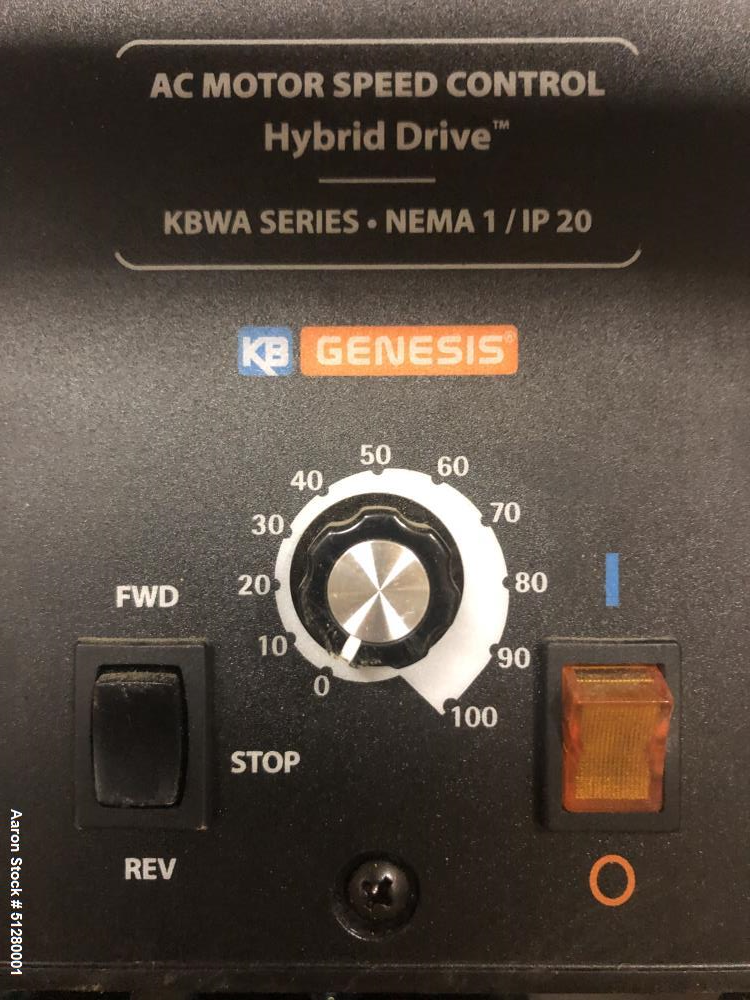 AC MOTOR SPEED CONTROL
Hybrid Drive™
KBWA SERIES • NEMA 1 / IP 20
KB GENESIS®
50
40 60
30 70
20 80
FWD
10 90
0 100
STOP
REV
I
O
Aaron Stock # 51280001